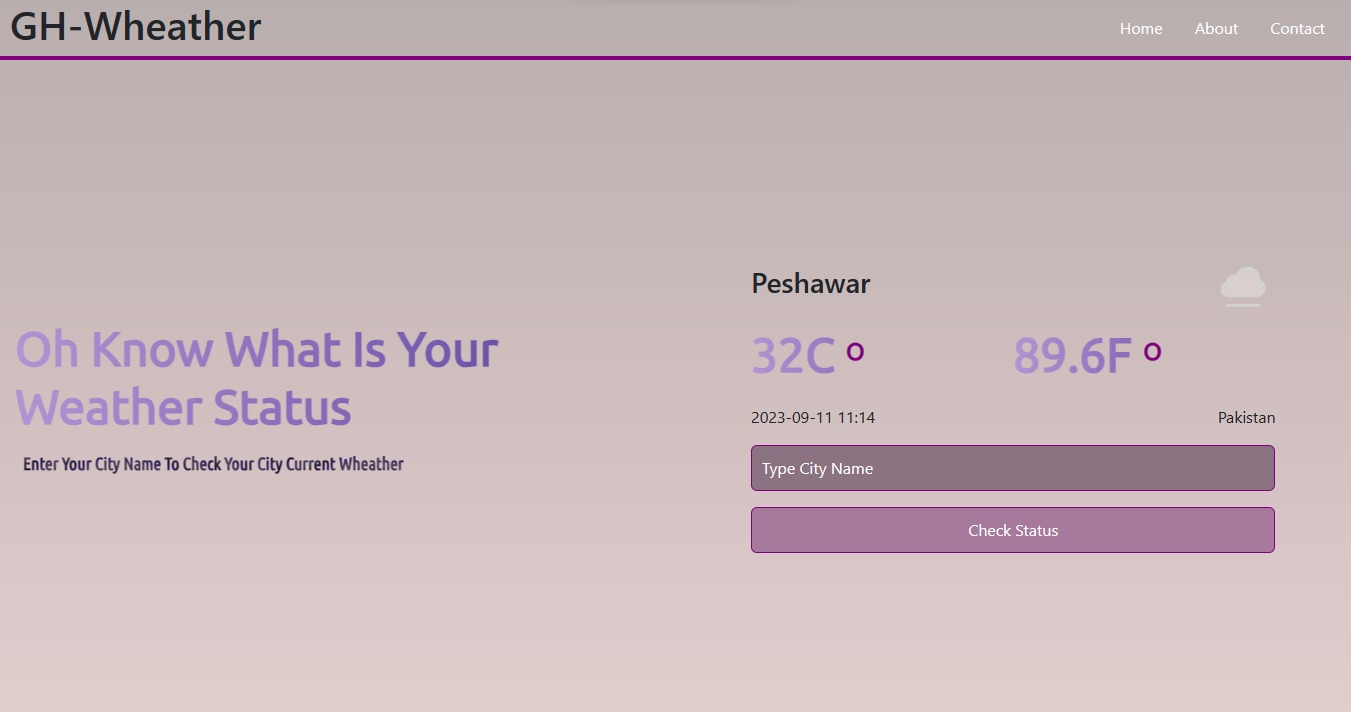 GH-Wheather
Home About Contact
Oh Know What Is Your
Weather Status
Enter Your City Name To Check Your City Current Wheather
Peshawar
32C o 89.6F o
2023-09-11 11:14 Pakistan
Type City Name
Check Status